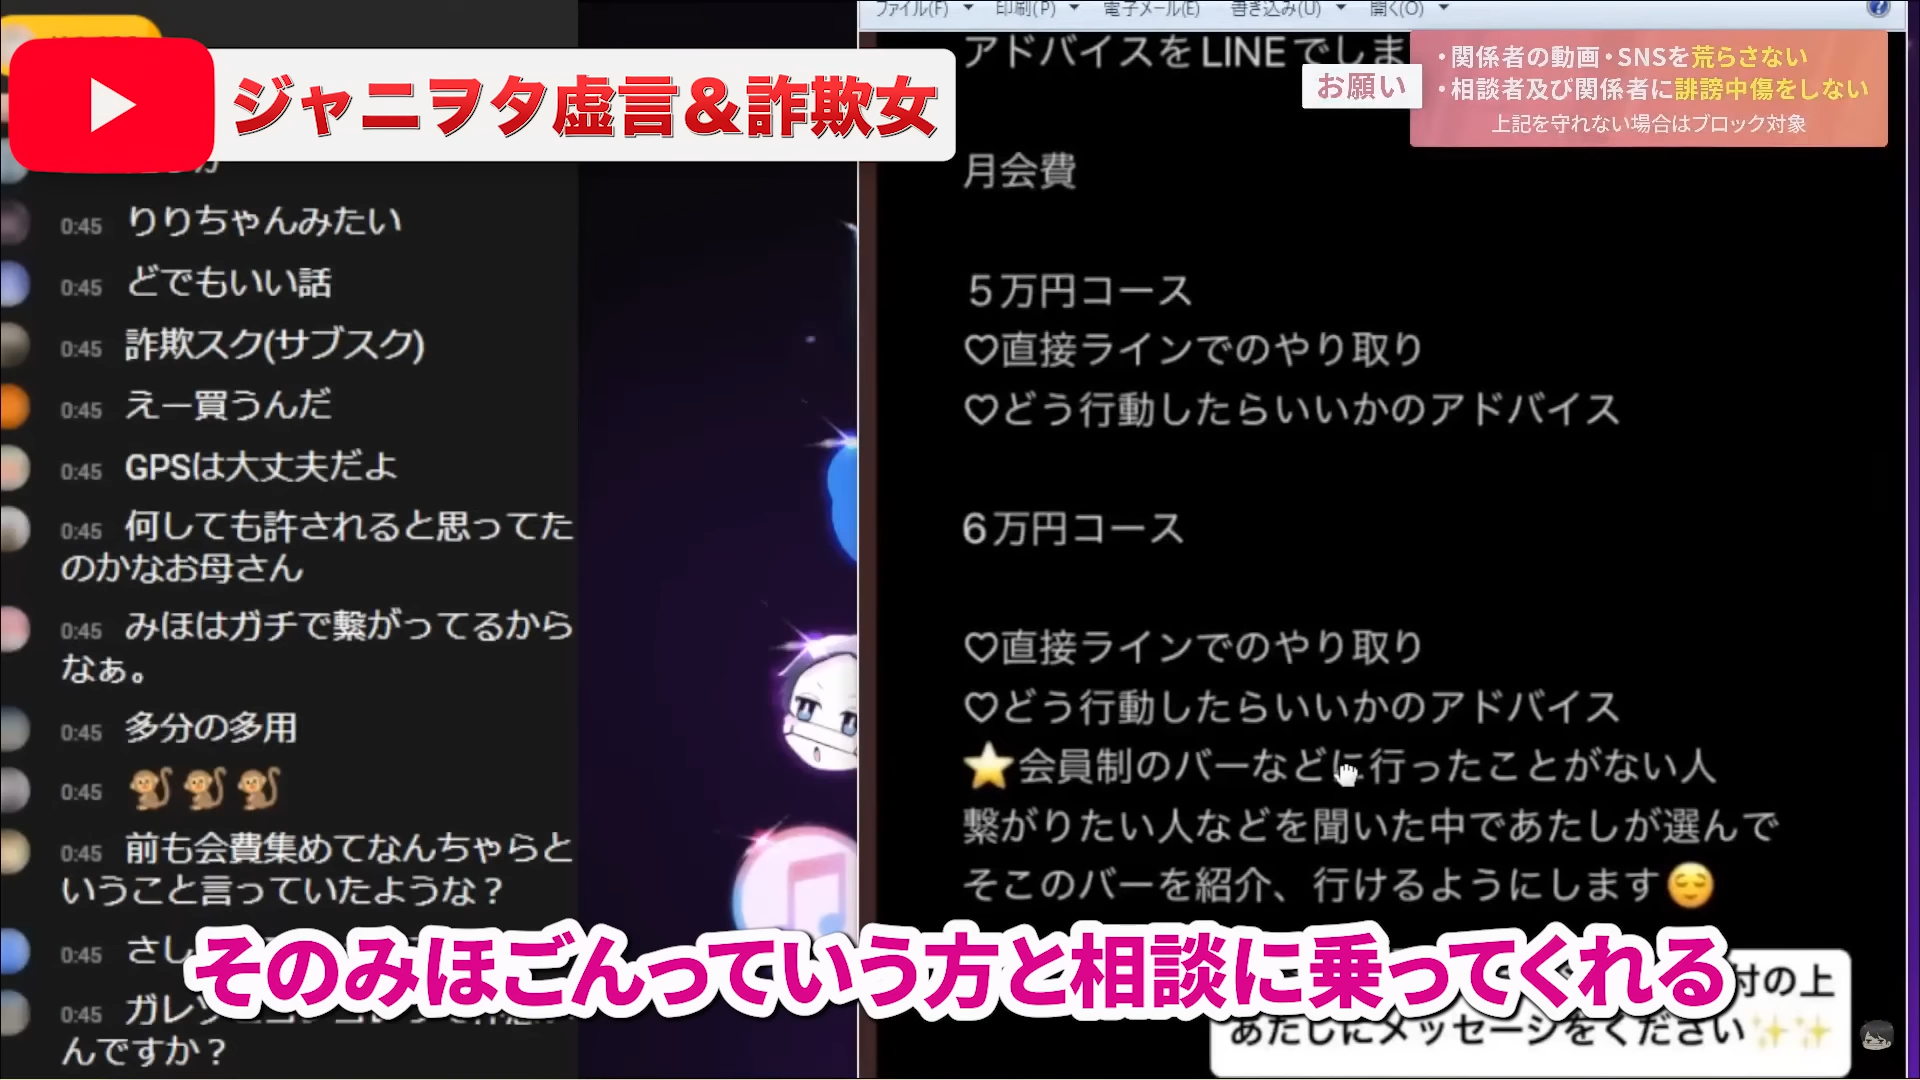 ファイル(F) 印刷(P) 電子メール(E) 書き込み(U) 開く(O)
ジャニヲタ虚言&詐欺女
お願い
・関係者の動画・SNSを荒らさない
・相談者及び関係者に誹謗中傷をしない
上記を守れない場合はブロック対象
0:45 りりちゃんみたい
0:45 どでもいい話
0:45 詐欺スク(サブスク)
0:45 えー買うんだ
0:45 GPSは大丈夫だよ
0:45 何しても許されると思ってた
のかなお母さん
0:45 みほはガチで繋がってるから
なぁ。
0:45 多分の多用
0:45 🐒🐒🐒
0:45 前も会費集めてなんちゃらと
いうこと言っていたような?
0:45 さし
0:45 ガレ
んですか?
アドバイスをLINEでしま
月会費
5万円コース
♡直接ラインでのやり取り
♡どう行動したらいいかのアドバイス
6万円コース
♡直接ラインでのやり取り
♡どう行動したらいいかのアドバイス
⭐会員制のバーなどに行ったことがない人
繋がりたい人などを聞いた中であたしが選んで
そこのバーを紹介、行けるようにします😌
付の上
あたしにメッセージをください✨✨
そのみほごんっていう方と相談に乗ってくれる